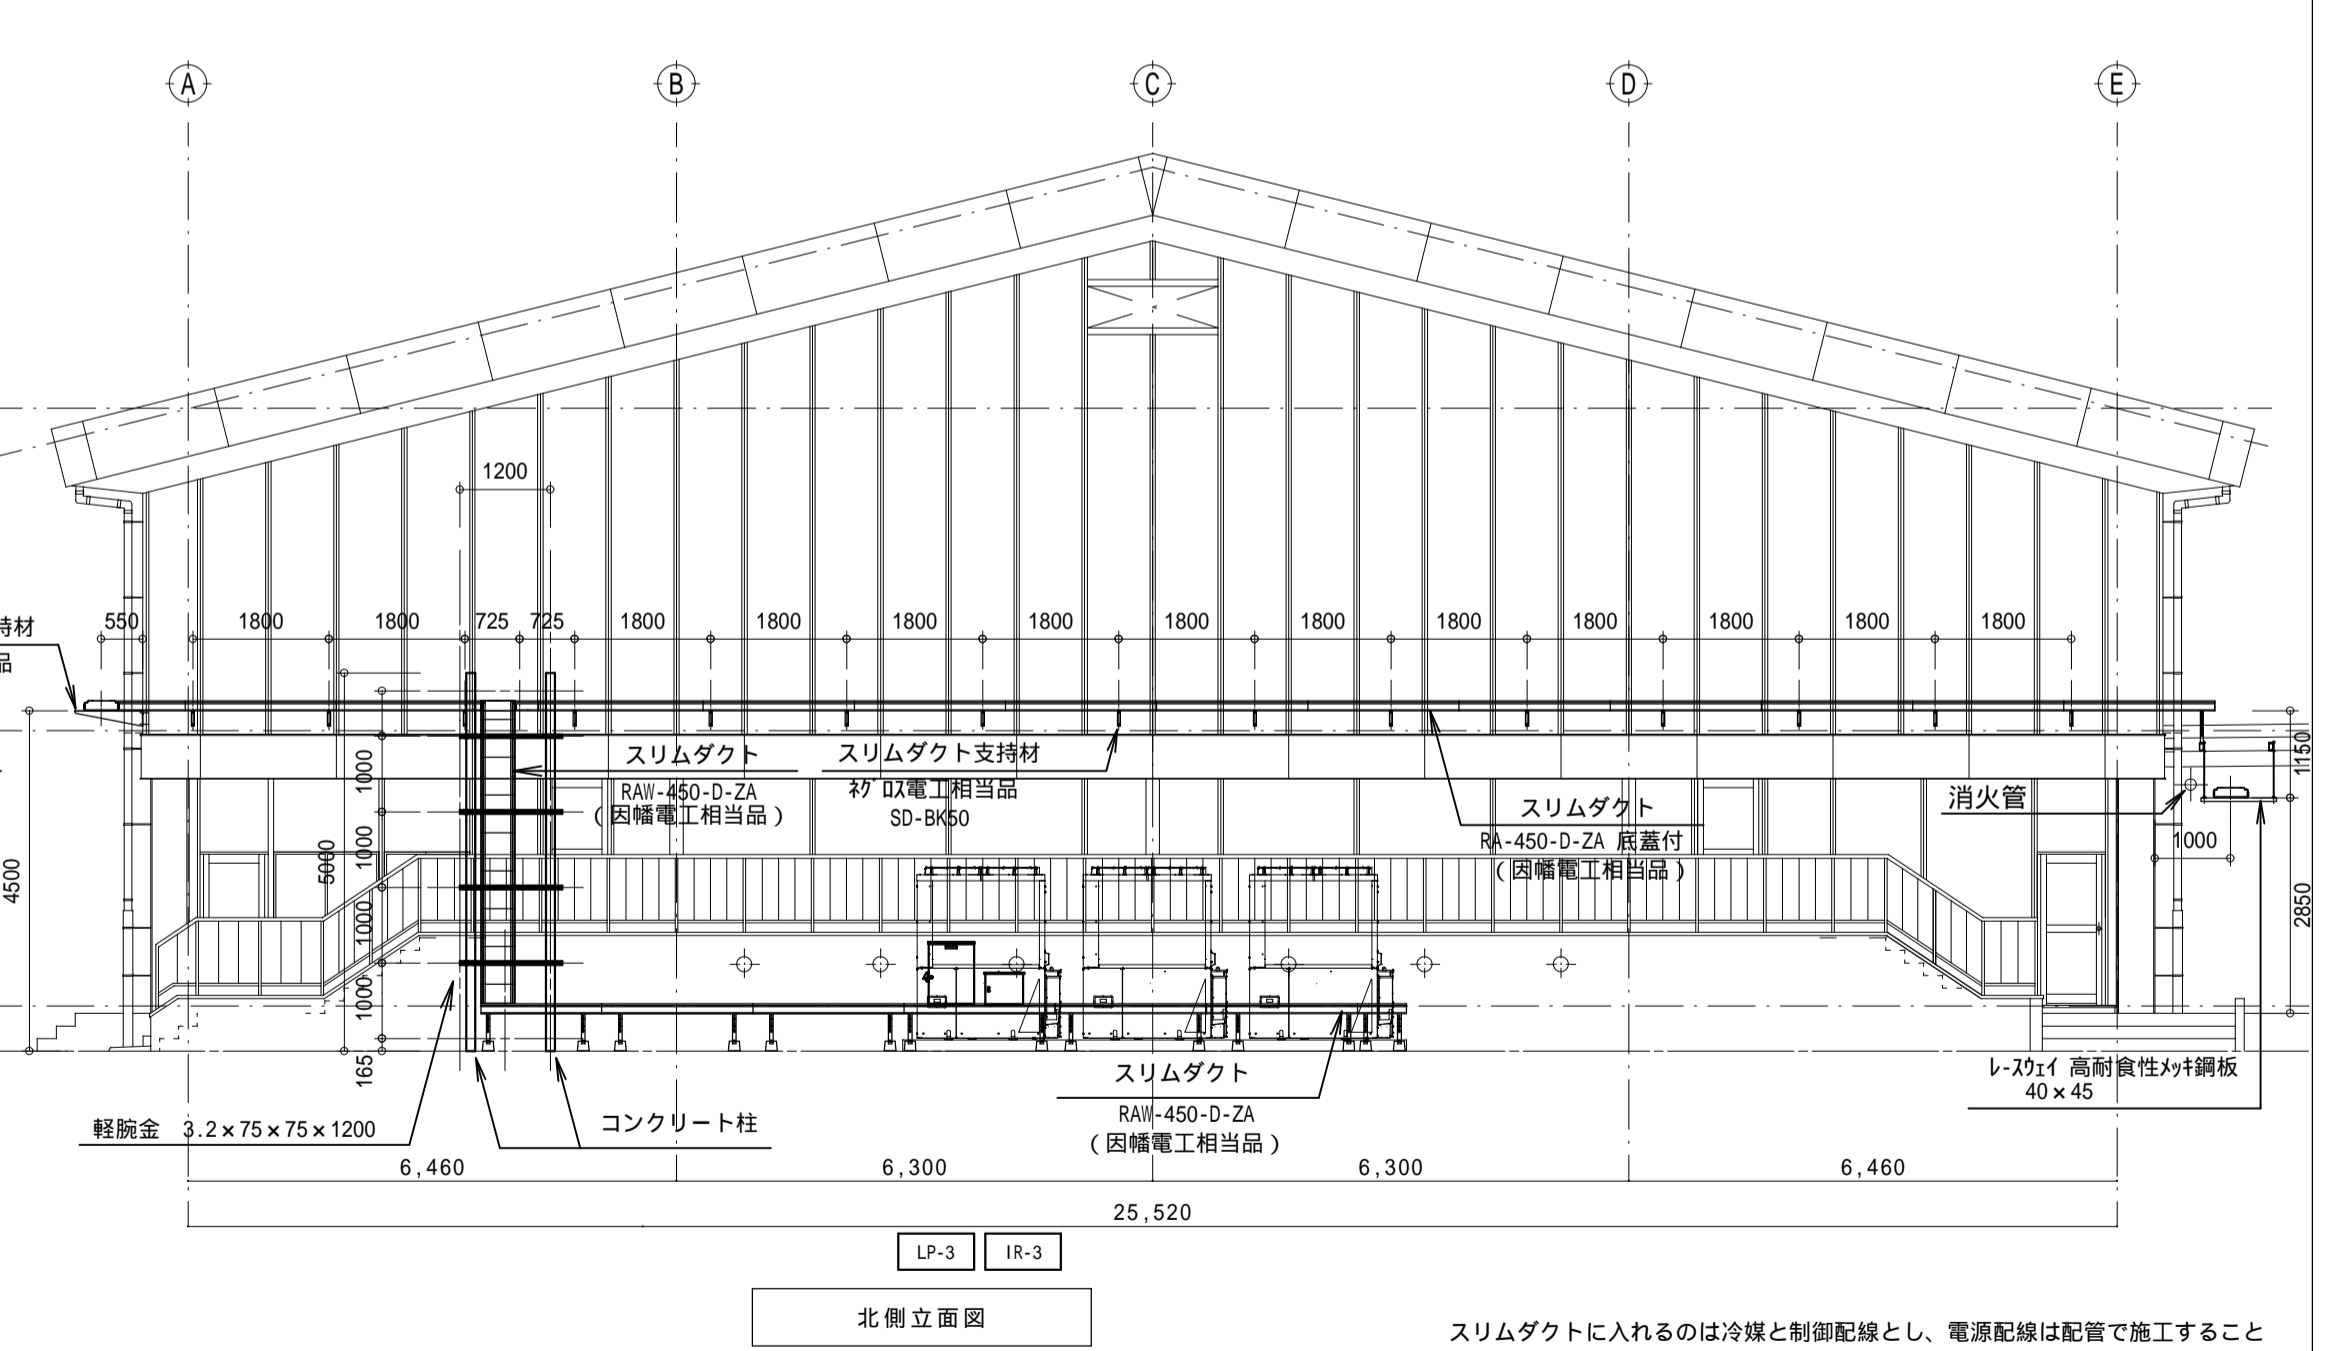 A
B
C
D
E
1200
550
1800
1800
725
725
1800
1800
1800
1800
1800
1800
1800
1800
1800
1800
1800
持材
品
スリムダクト
RAW-450-D-ZA
(因幡電工相当品)
スリムダクト支持材
ネグロス電工相当品
SD-BK50
スリムダクト
RA-450-D-ZA 底蓋付
(因幡電工相当品)
消火管
1150
1000
2850
4500
5000
1000
1000
1000
1000
165
軽腕金 3.2×75×75×1200
コンクリート柱
スリムダクト
RAW-450-D-ZA
(因幡電工相当品)
レースウェイ 高耐食性メッキ鋼板
40×45
6,460
6,300
6,300
6,460
25,520
LP-3
IR-3
北側立面図
スリムダクトに入れるのは冷媒と制御配線とし、電源配線は配管で施工すること